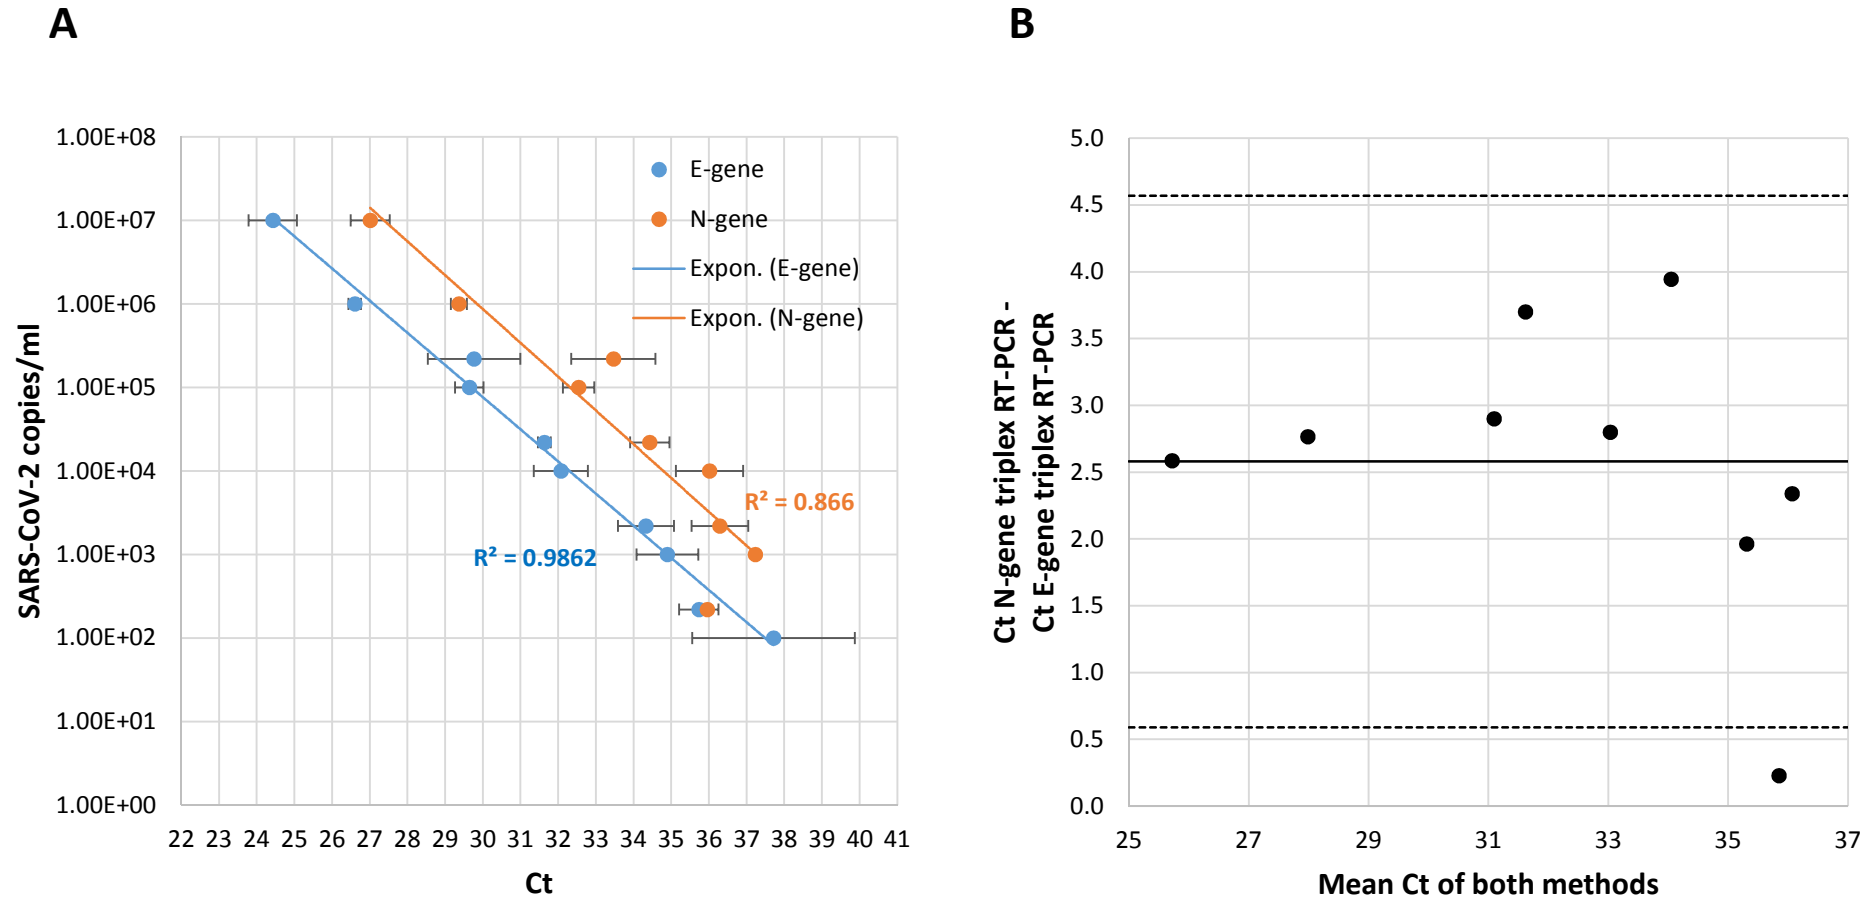 A
B
1.00E+08
1.00E+07
1.00E+06
1.00E+05
1.00E+04
1.00E+03
1.00E+02
1.00E+01
1.00E+00
SARS-CoV-2 copies/ml
E-gene
N-gene
Expon. (E-gene)
Expon. (N-gene)
R² = 0.866
R² = 0.9862
22 23 24 25 26 27 28 29 30 31 32 33 34 35 36 37 38 39 40 41
Ct
5.0
4.5
4.0
3.5
3.0
2.5
2.0
1.5
1.0
0.5
0.0
Ct N-gene triplex RT-PCR -
Ct E-gene triplex RT-PCR
25 27 29 31 33 35 37
Mean Ct of both methods